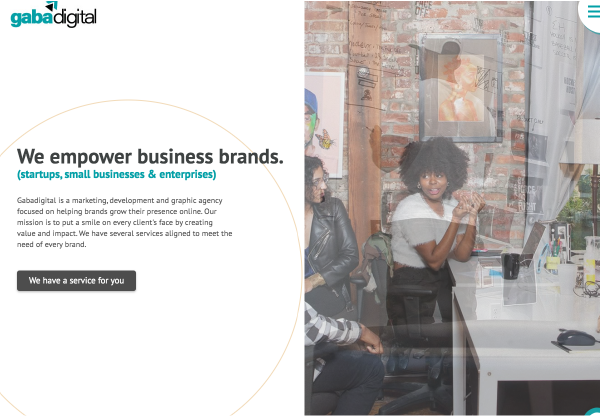 gabadigital
We empower business brands.
(startups, small businesses & enterprises)
Gabadigital is a marketing, development and graphic agency
focused on helping brands grow their presence online. Our
mission is to put a smile on every client's face by creating
value and impact. We have several services aligned to meet the
need of every brand.
We have a service for you